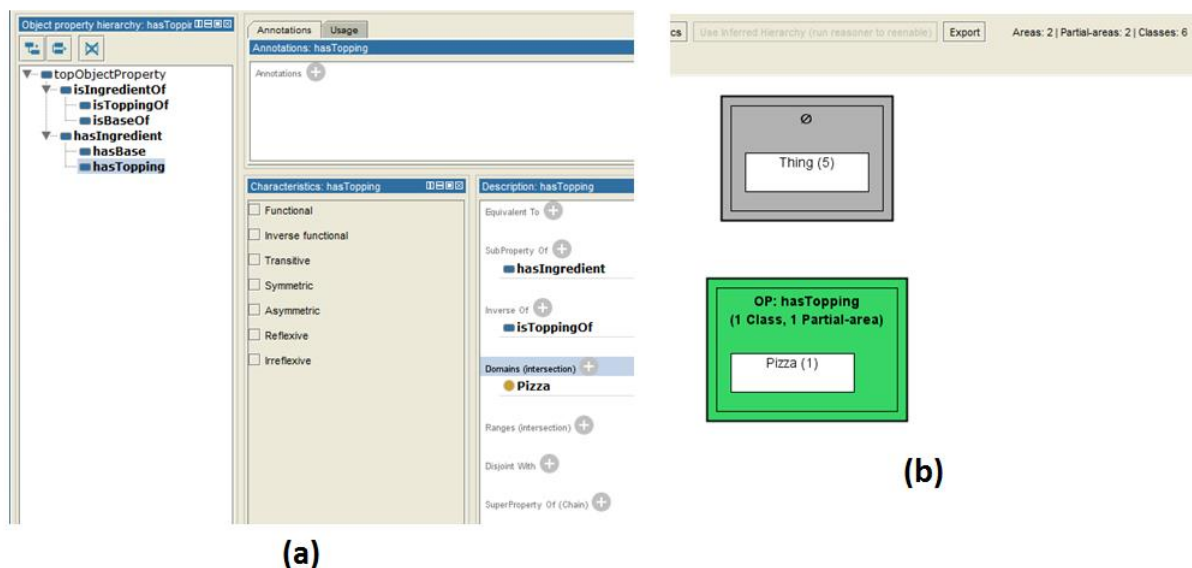 Object property hierarchy: hasToppi
topObjectProperty
isIngredientOf
isToppingOf
isBaseOf
hasIngredient
hasBase
hasTopping
Annotations Usage
Annotations: hasTopping
Annotations
Characteristics: hasTopping
Functional
Inverse functional
Transitive
Symmetric
Asymmetric
Reflexive
Irreflexive
Description: hasTopping
Equivalent To
SubProperty Of
hasIngredient
Inverse Of
isToppingOf
Domains (intersection)
Pizza
Ranges (intersection)
Disjoint With
SuperProperty Of (Chain)
(a)
cs Use Inferred Hierarchy (run reasoner to reenable) Export Areas: 2 | Partial-areas: 2 | Classes: 6
∅
Thing (5)
OP: hasTopping
(1 Class, 1 Partial-area)
Pizza (1)
(b)